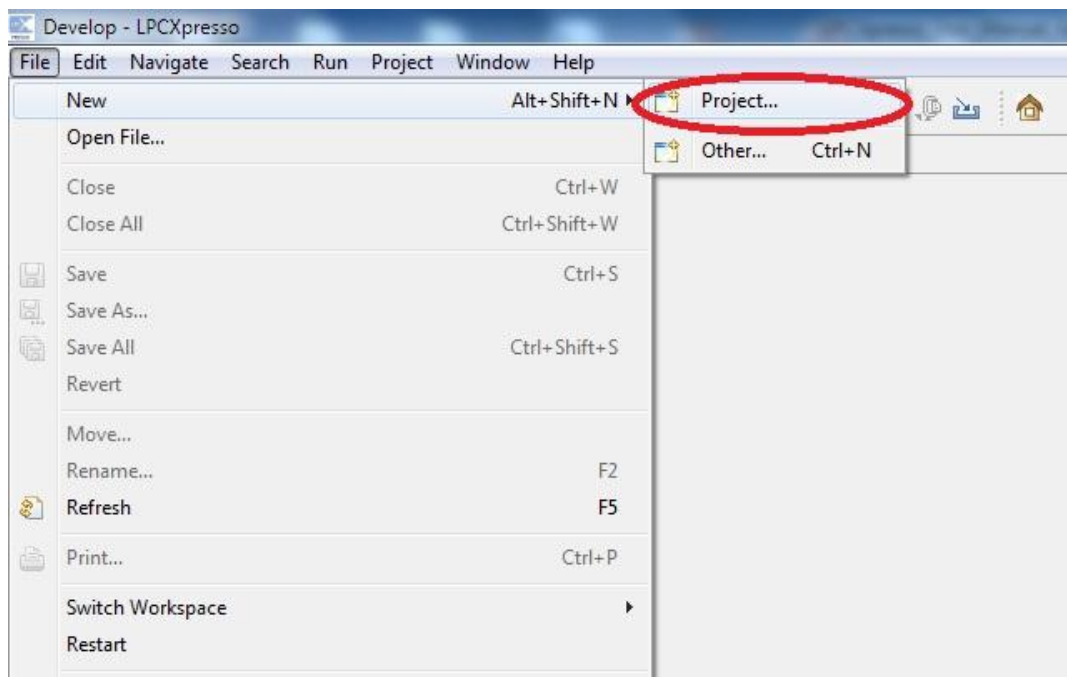 Develop - LPCXpresso
File Edit Navigate Search Run Project Window Help
New Alt+Shift+N Project...
Open File...
Other... Ctrl+N
Close Ctrl+W
Close All Ctrl+Shift+W
Save Ctrl+S
Save As...
Save All Ctrl+Shift+S
Revert
Move...
Rename... F2
Refresh F5
Print... Ctrl+P
Switch Workspace
Restart